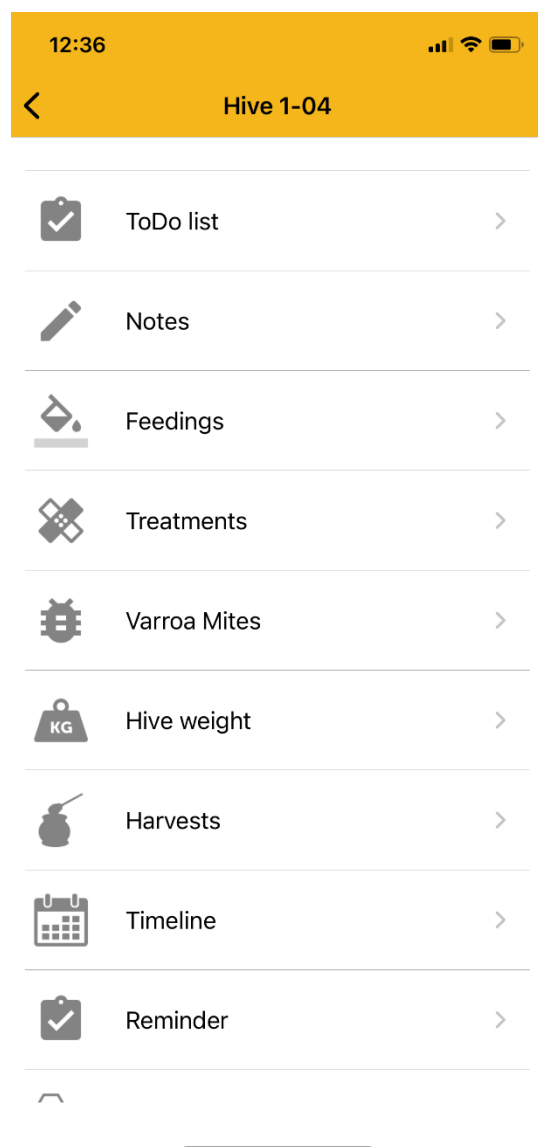 12:36
Hive 1-04
ToDo list
Notes
Feedings
Treatments
Varroa Mites
KG
Hive weight
Harvests
Timeline
Reminder